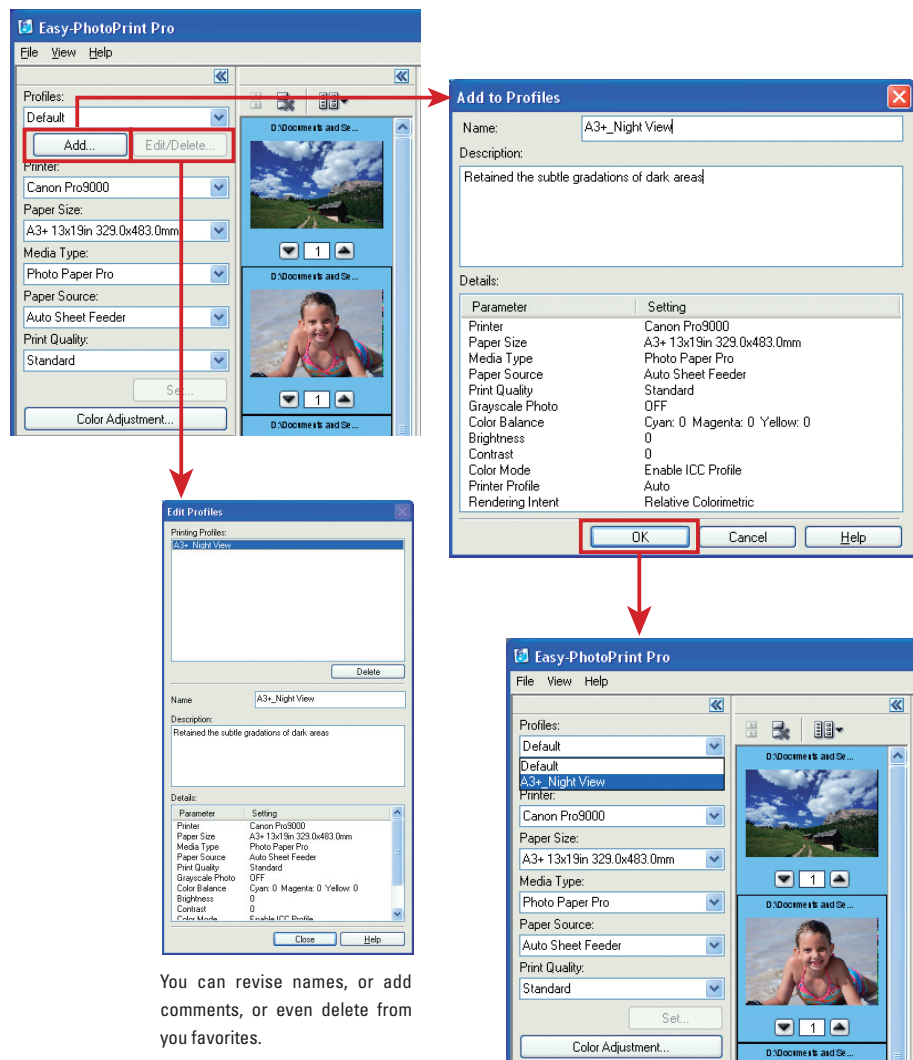 Easy-PhotoPrint Pro
File View Help
Profiles:
Default
Add... Edit/Delete...
Printer:
Canon Pro9000
Paper Size:
A3+ 13x19in 329.0x483.0mm
Media Type:
Photo Paper Pro
Paper Source:
Auto Sheet Feeder
Print Quality:
Standard
Set...
Color Adjustment...
D:\Documents and Se...
1
D:\Documents and Se...
1
D:\Documents and Se...
Add to Profiles
Name: A3+_Night View
Description:
Retained the subtle gradations of dark areas
Details:
Parameter Setting
Printer Canon Pro9000
Paper Size A3+ 13x19in 329.0x483.0mm
Media Type Photo Paper Pro
Paper Source Auto Sheet Feeder
Print Quality Standard
Grayscale Photo OFF
Color Balance Cyan: 0 Magenta: 0 Yellow: 0
Brightness 0
Contrast 0
Color Mode Enable ICC Profile
Printer Profile Auto
Rendering Intent Relative Colorimetric
OK Cancel Help
Edit Profiles
Printing Profiles:
A3+_Night View
Delete
Name A3+_Night View
Description:
Retained the subtle gradations of dark areas
Details:
Parameter Setting
Printer Canon Pro9000
Paper Size A3+ 13x19in 329.0x483.0mm
Media Type Photo Paper Pro
Paper Source Auto Sheet Feeder
Print Quality Standard
Grayscale Photo OFF
Color Balance Cyan: 0 Magenta: 0 Yellow: 0
Brightness 0
Contrast 0
Color Mode Enable ICC Profile
Close Help
You can revise names, or add
comments, or even delete from
you favorites.
Easy-PhotoPrint Pro
File View Help
Profiles:
Default
Default
A3+_Night View
Printer:
Canon Pro9000
Paper Size:
A3+ 13x19in 329.0x483.0mm
Media Type:
Photo Paper Pro
Paper Source:
Auto Sheet Feeder
Print Quality:
Standard
Set...
Color Adjustment...
D:\Documents and Se...
1
D:\Documents and Se...
1
D:\Documents and Se...